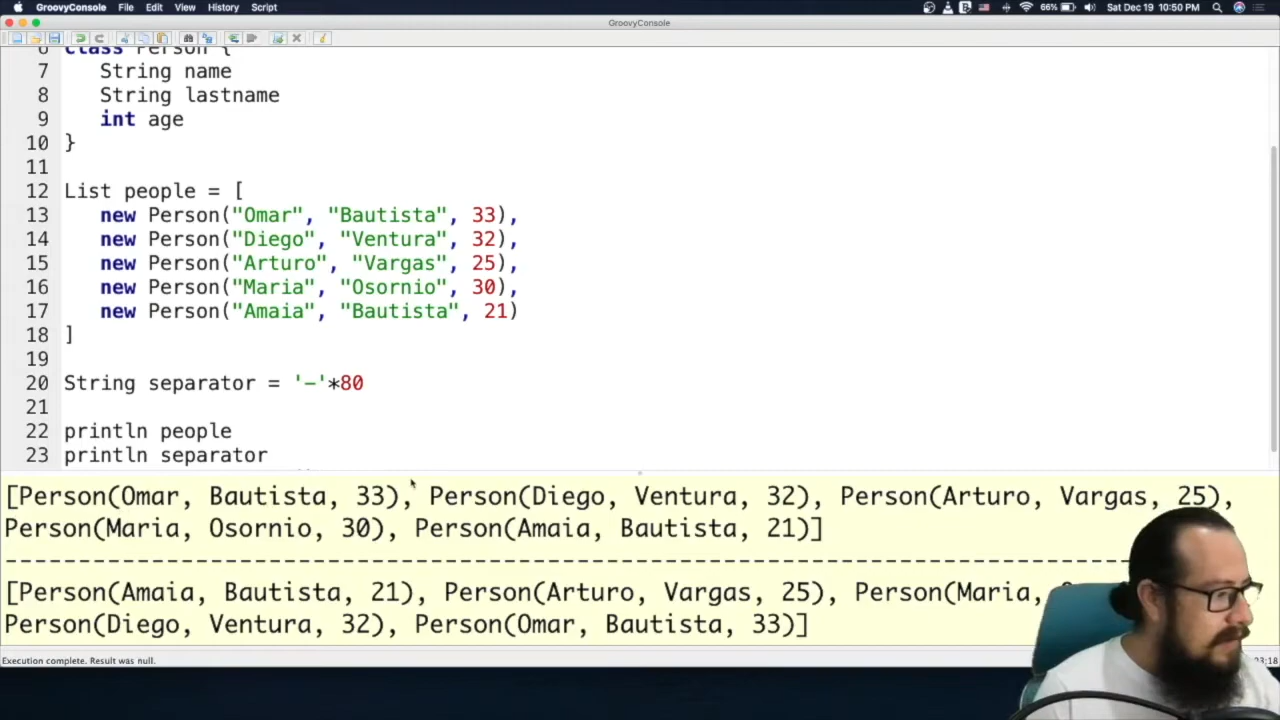 GroovyConsole File Edit View History Script 66% Sat Dec 19 10:50 PM
GroovyConsole
6 class Person {
7 String name
8 String lastname
9 int age
10 }
11
12 List people = [
13 new Person("Omar", "Bautista", 33),
14 new Person("Diego", "Ventura", 32),
15 new Person("Arturo", "Vargas", 25),
16 new Person("Maria", "Osornio", 30),
17 new Person("Amaia", "Bautista", 21)
18 ]
19
20 String separator = '-'*80
21
22 println people
23 println separator
[Person(Omar, Bautista, 33), Person(Diego, Ventura, 32), Person(Arturo, Vargas, 25),
Person(Maria, Osornio, 30), Person(Amaia, Bautista, 21)]
--------------------------------------------------------------------------------
[Person(Amaia, Bautista, 21), Person(Arturo, Vargas, 25), Person(Maria,
Person(Diego, Ventura, 32), Person(Omar, Bautista, 33)]
Execution complete. Result was null.